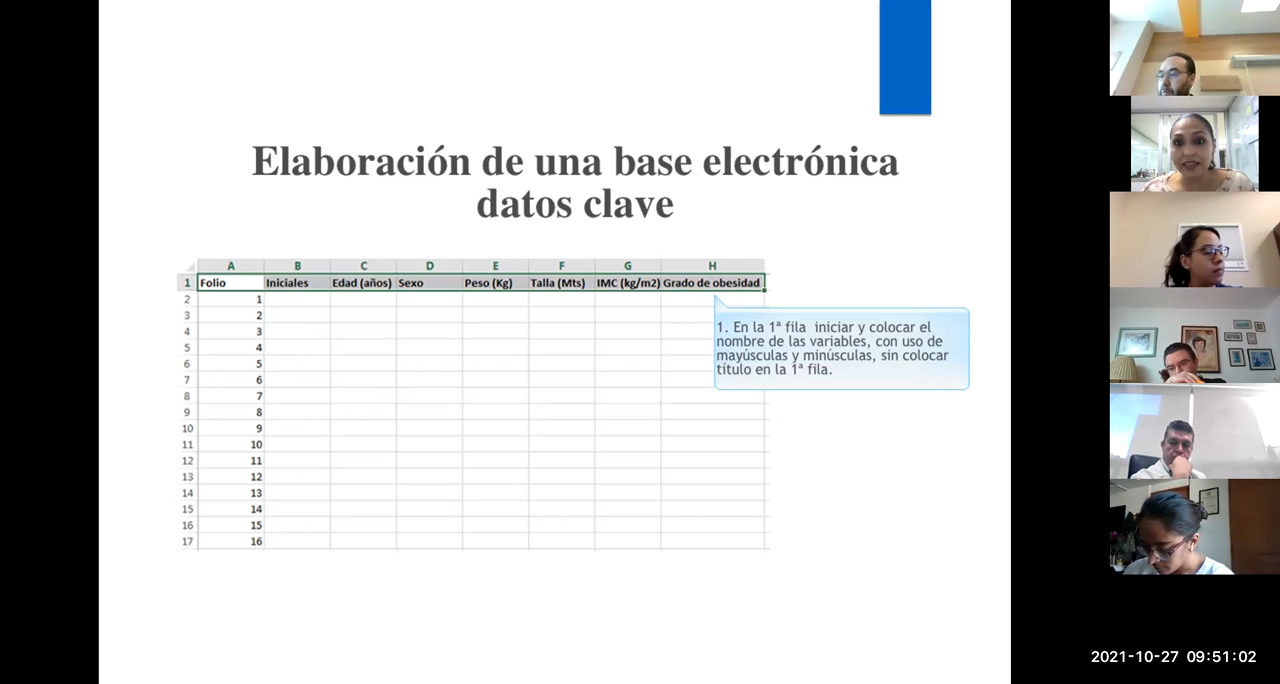 Elaboración de una base electrónica
datos clave
A B C D E F G H
1 Folio Iniciales Edad (años) Sexo Peso (Kg) Talla (Mts) IMC (kg/m2) Grado de obesidad
2 1
3 2
4 3
5 4
6 5
7 6
8 7
9 8
10 9
11 10
12 11
13 12
14 13
15 14
16 15
17 16
1. En la 1ª fila iniciar y colocar el
nombre de las variables, con uso de
mayúsculas y minúsculas, sin colocar
título en la 1ª fila.
2021-10-27 09:51:02